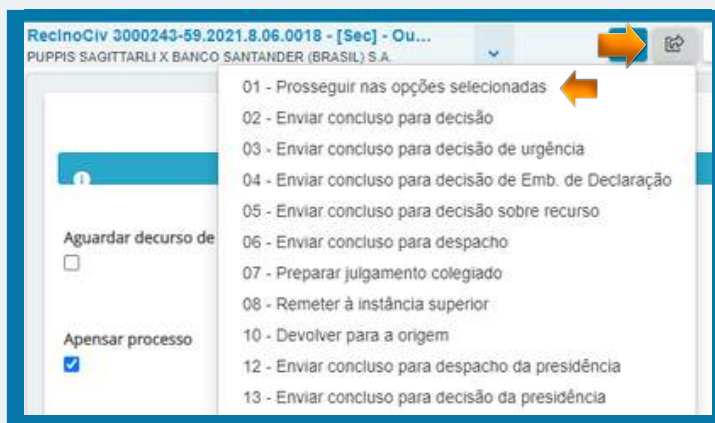 RecInoCiv 3000243-59.2021.8.06.0018 - [Sec] - Ou...
PUPPIS SAGITTARLI X BANCO SANTANDER (BRASIL) S.A.
01 - Prosseguir nas opções selecionadas
02 - Enviar concluso para decisão
03 - Enviar concluso para decisão de urgência
04 - Enviar concluso para decisão de Emb. de Declaração
05 - Enviar concluso para decisão sobre recurso
06 - Enviar concluso para despacho
07 - Preparar julgamento colegiado
08 - Remeter à instância superior
10 - Devolver para a origem
12 - Enviar concluso para despacho da presidência
13 - Enviar concluso para decisão da presidência
Aguardar decurso de
Apensar processo